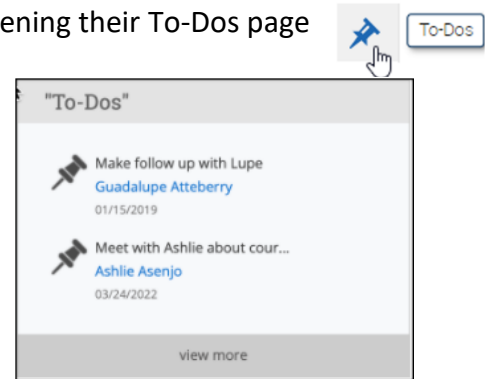 ening their To-Dos page
To-Dos
"To-Dos"
Make follow up with Lupe
Guadalupe Atteberry
01/15/2019
Meet with Ashlie about cour...
Ashlie Asenjo
03/24/2022
view more